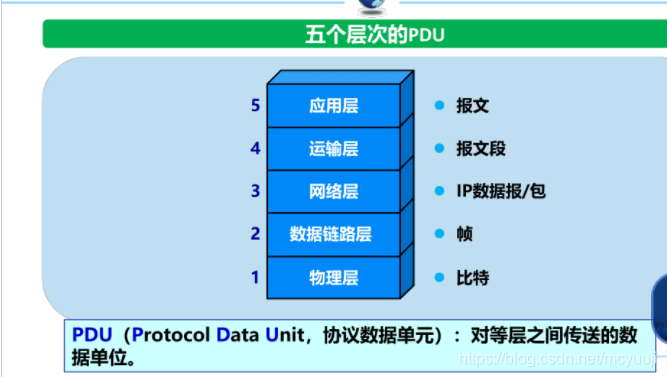 五个层次的PDU
5 应用层 ● 报文
4 运输层 ● 报文段
3 网络层 ● IP数据报/包
2 数据链路层 ● 帧
1 物理层 ● 比特
PDU（Protocol Data Unit，协议数据单元）：对等层之间传送的数
据单位。
https://blog.csdn.net/mcyuuji